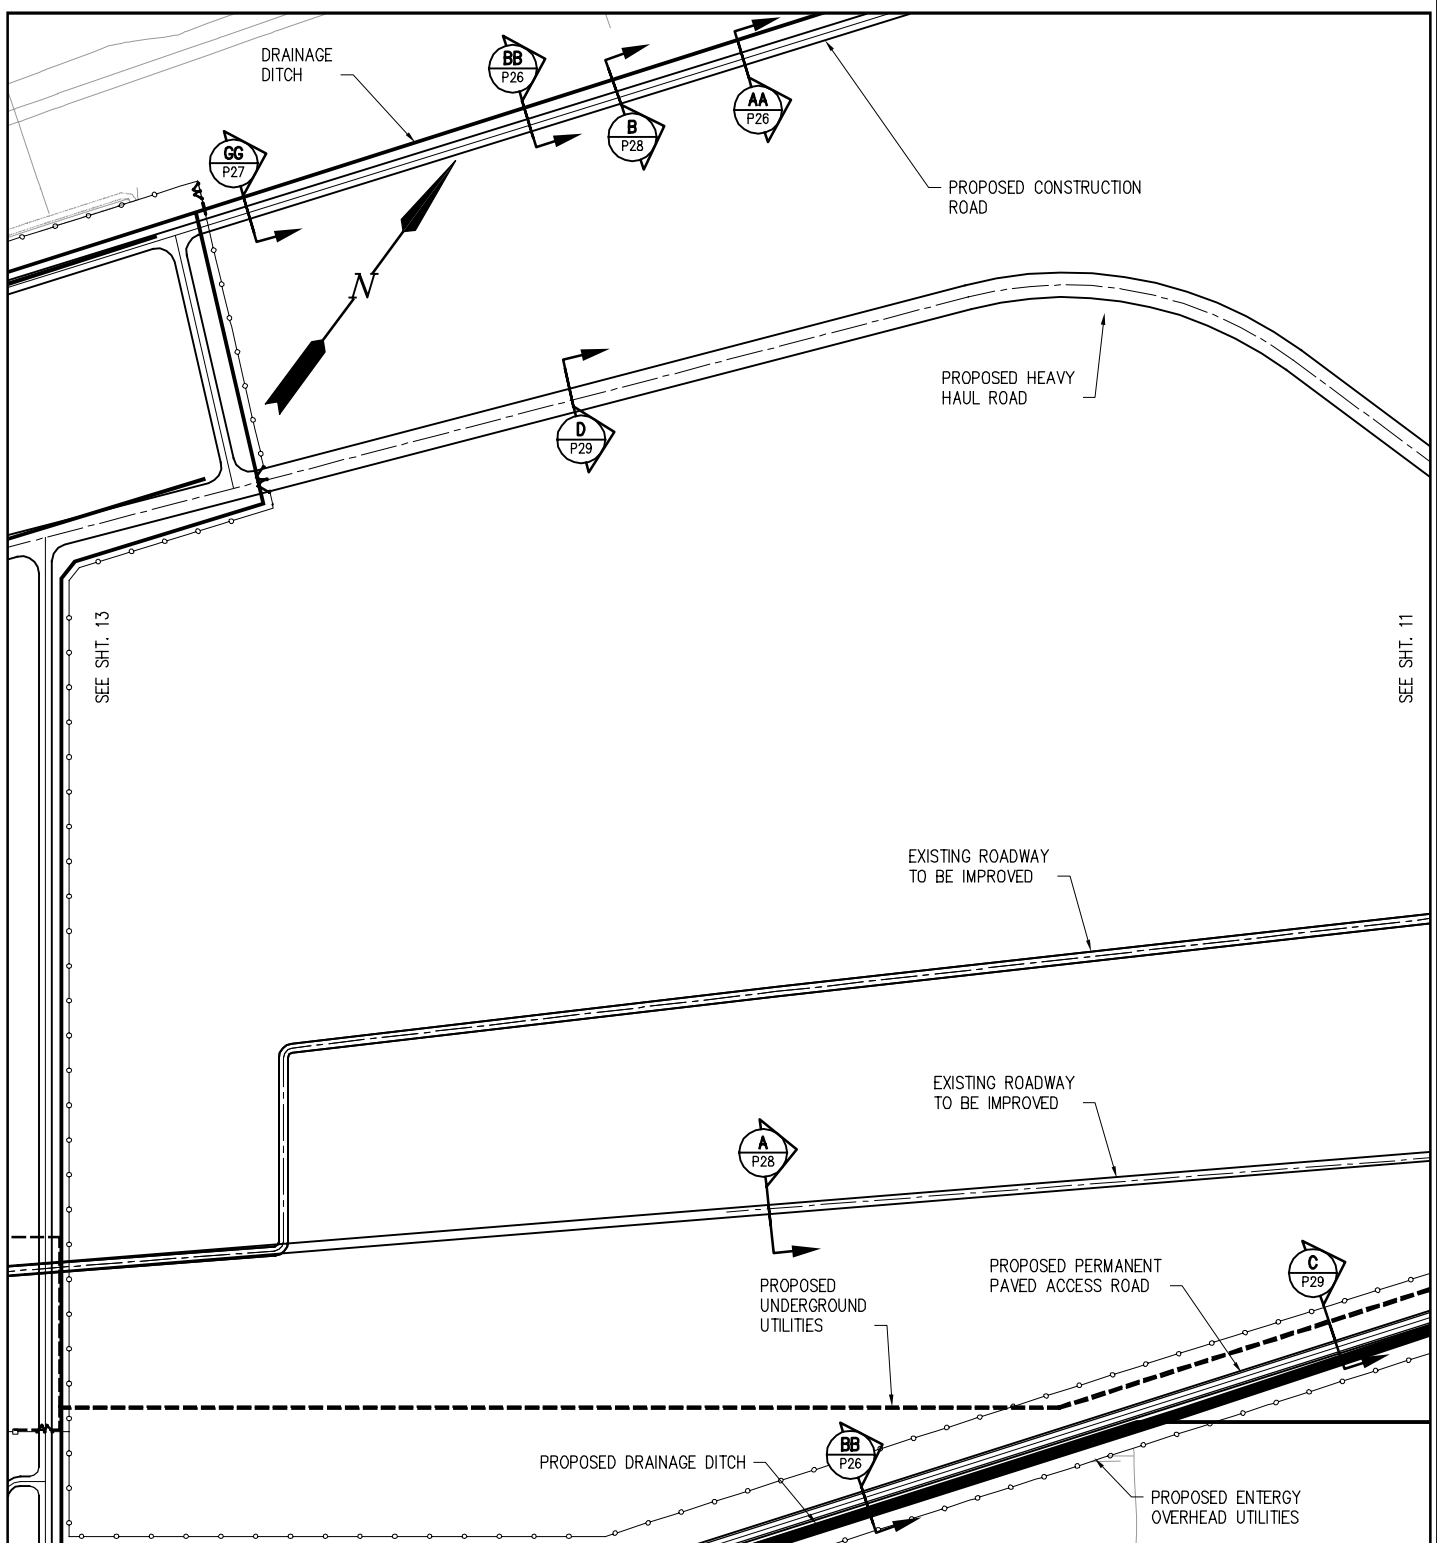 DRAINAGE
DITCH
BB
P26
B
P28
AA
P26
GG
P27
PROPOSED CONSTRUCTION
ROAD
N
PROPOSED HEAVY
HAUL ROAD
D
P29
SEE SHT. 13
SEE SHT. 11
EXISTING ROADWAY
TO BE IMPROVED
EXISTING ROADWAY
TO BE IMPROVED
A
P28
PROPOSED
UNDERGROUND
UTILITIES
PROPOSED PERMANENT
PAVED ACCESS ROAD
C
P29
PROPOSED DRAINAGE DITCH
BB
P26
PROPOSED ENTERGY
OVERHEAD UTILITIES